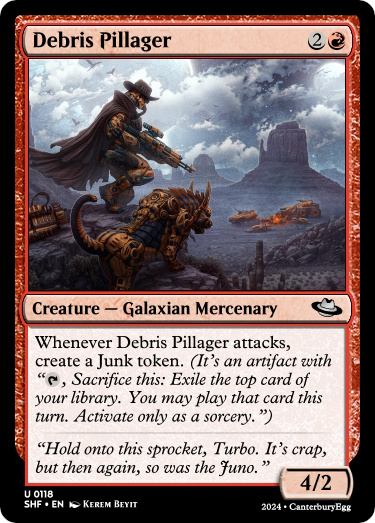 Debris Pillager 2
Creature — Galaxian Mercenary
Whenever Debris Pillager attacks,
create a Junk token. (It's an artifact with
“, Sacrifice this: Exile the top card of
your library. You may play that card this
turn. Activate only as a sorcery.”)
“Hold onto this sprocket, Turbo. It's crap,
but then again, so was the Juno.”
4/2
U 0118
SHF • EN Kerem Beyit
2024 • CanterburyEgg